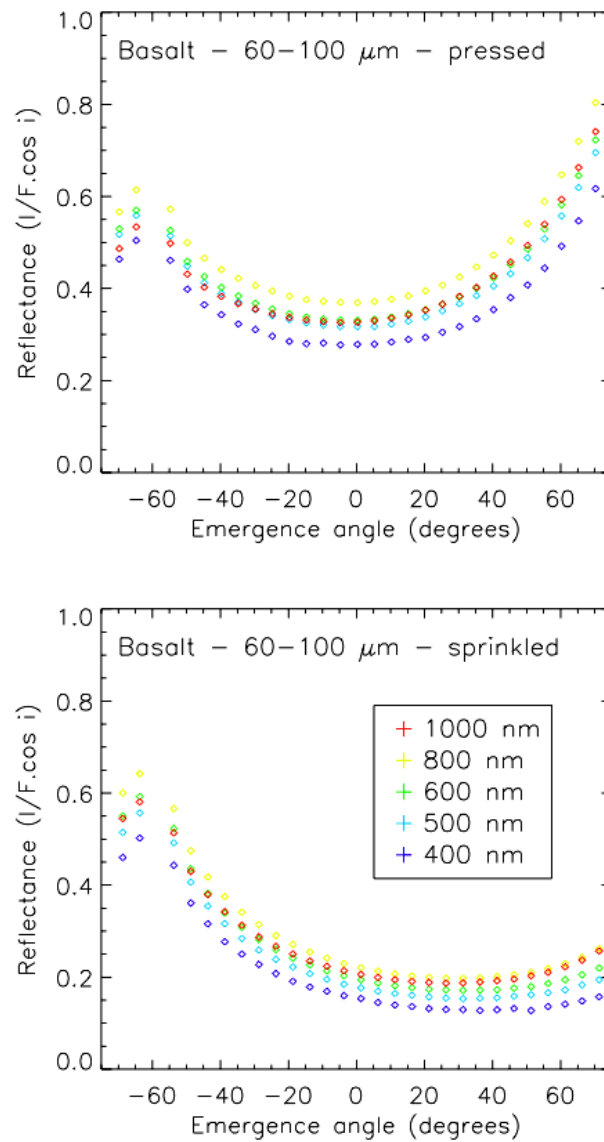 Basalt − 60−100 μm − pressed
Reflectance (I/F.cos i)
1.0
0.8
0.6
0.4
0.2
0.0
−60 −40 −20 0 20 40 60
Emergence angle (degrees)
Basalt − 60−100 μm − sprinkled
Reflectance (I/F.cos i)
1.0
0.8
0.6
0.4
0.2
0.0
1000 nm
800 nm
600 nm
500 nm
400 nm
−60 −40 −20 0 20 40 60
Emergence angle (degrees)